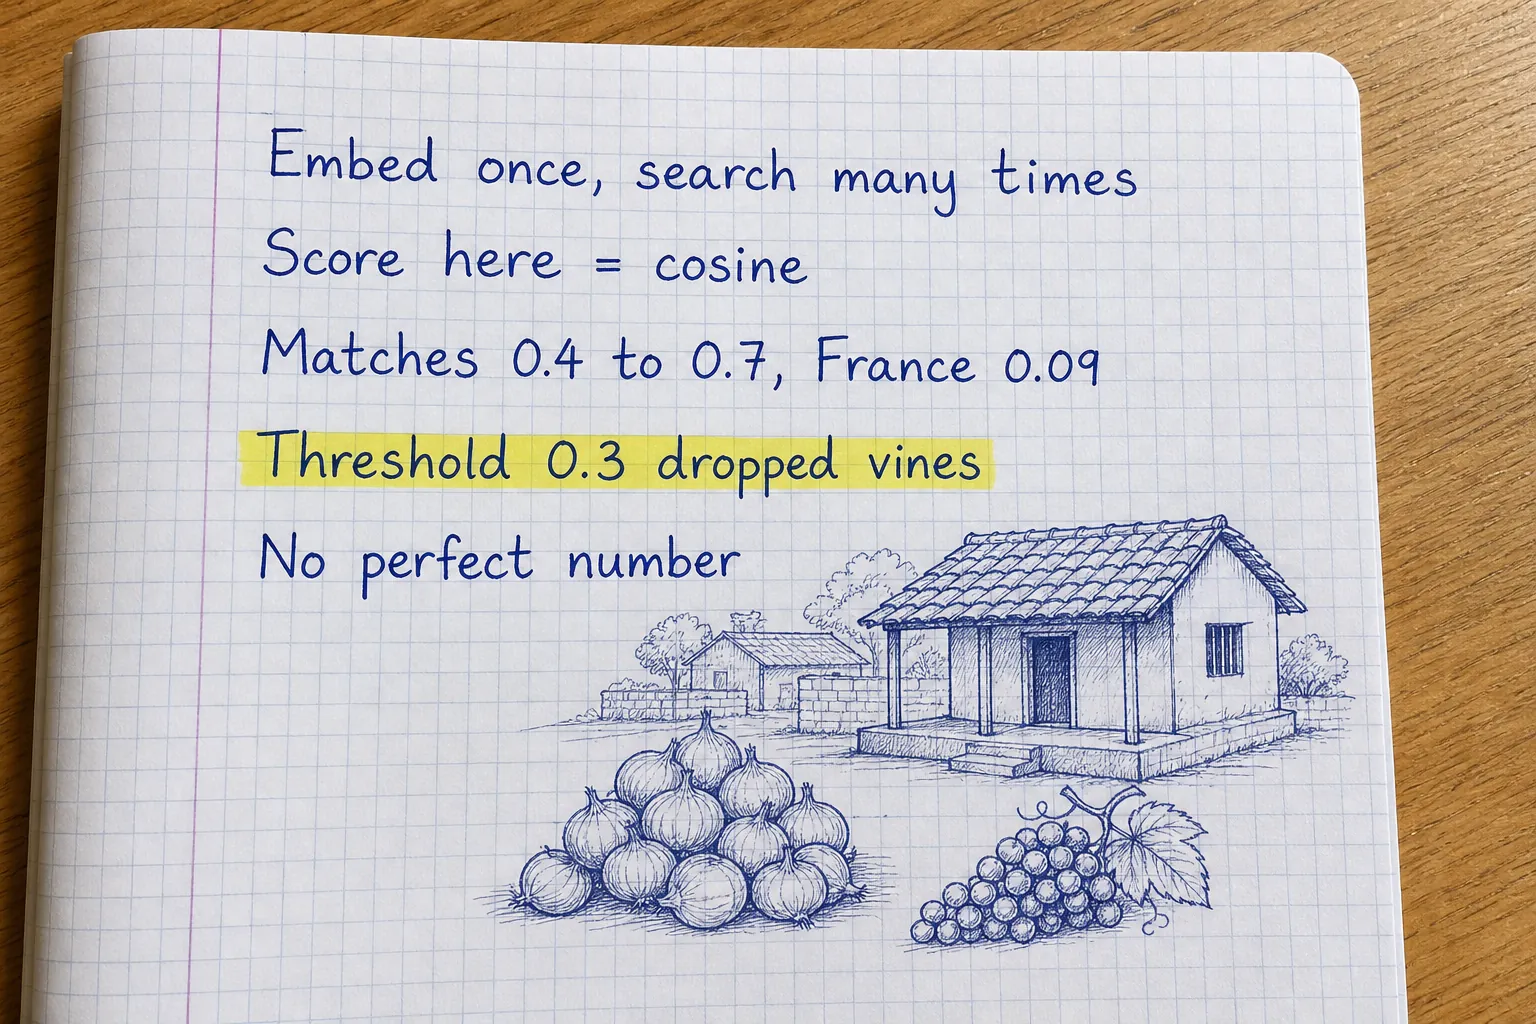 Embed once, search many times
Score here = cosine
Matches 0.4 to 0.7, France 0.09
Threshold 0.3 dropped vines
No perfect number